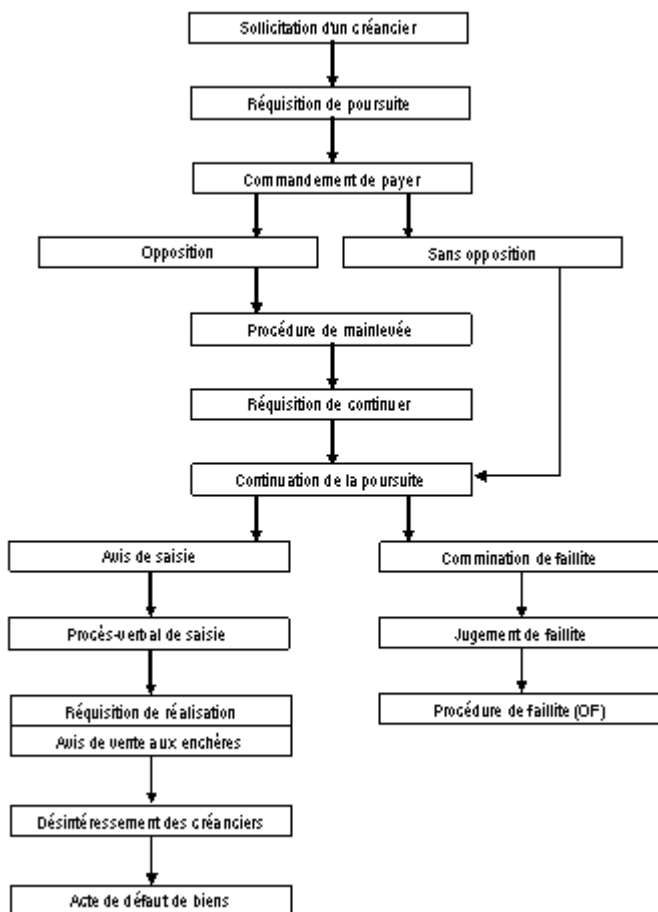 Sollicitation d'un créancier
Réquisition de poursuite
Commandement de payer
Opposition
Sans opposition
Procédure de mainlevée
Réquisition de continuer
Continuation de la poursuite
Avis de saisie
Commination de faillite
Procès-verbal de saisie
Jugement de faillite
Réquisition de réalisation
Procédure de faillite (OF)
Avis de vente aux enchères
Désintéressement des créanciers
Acte de défaut de biens